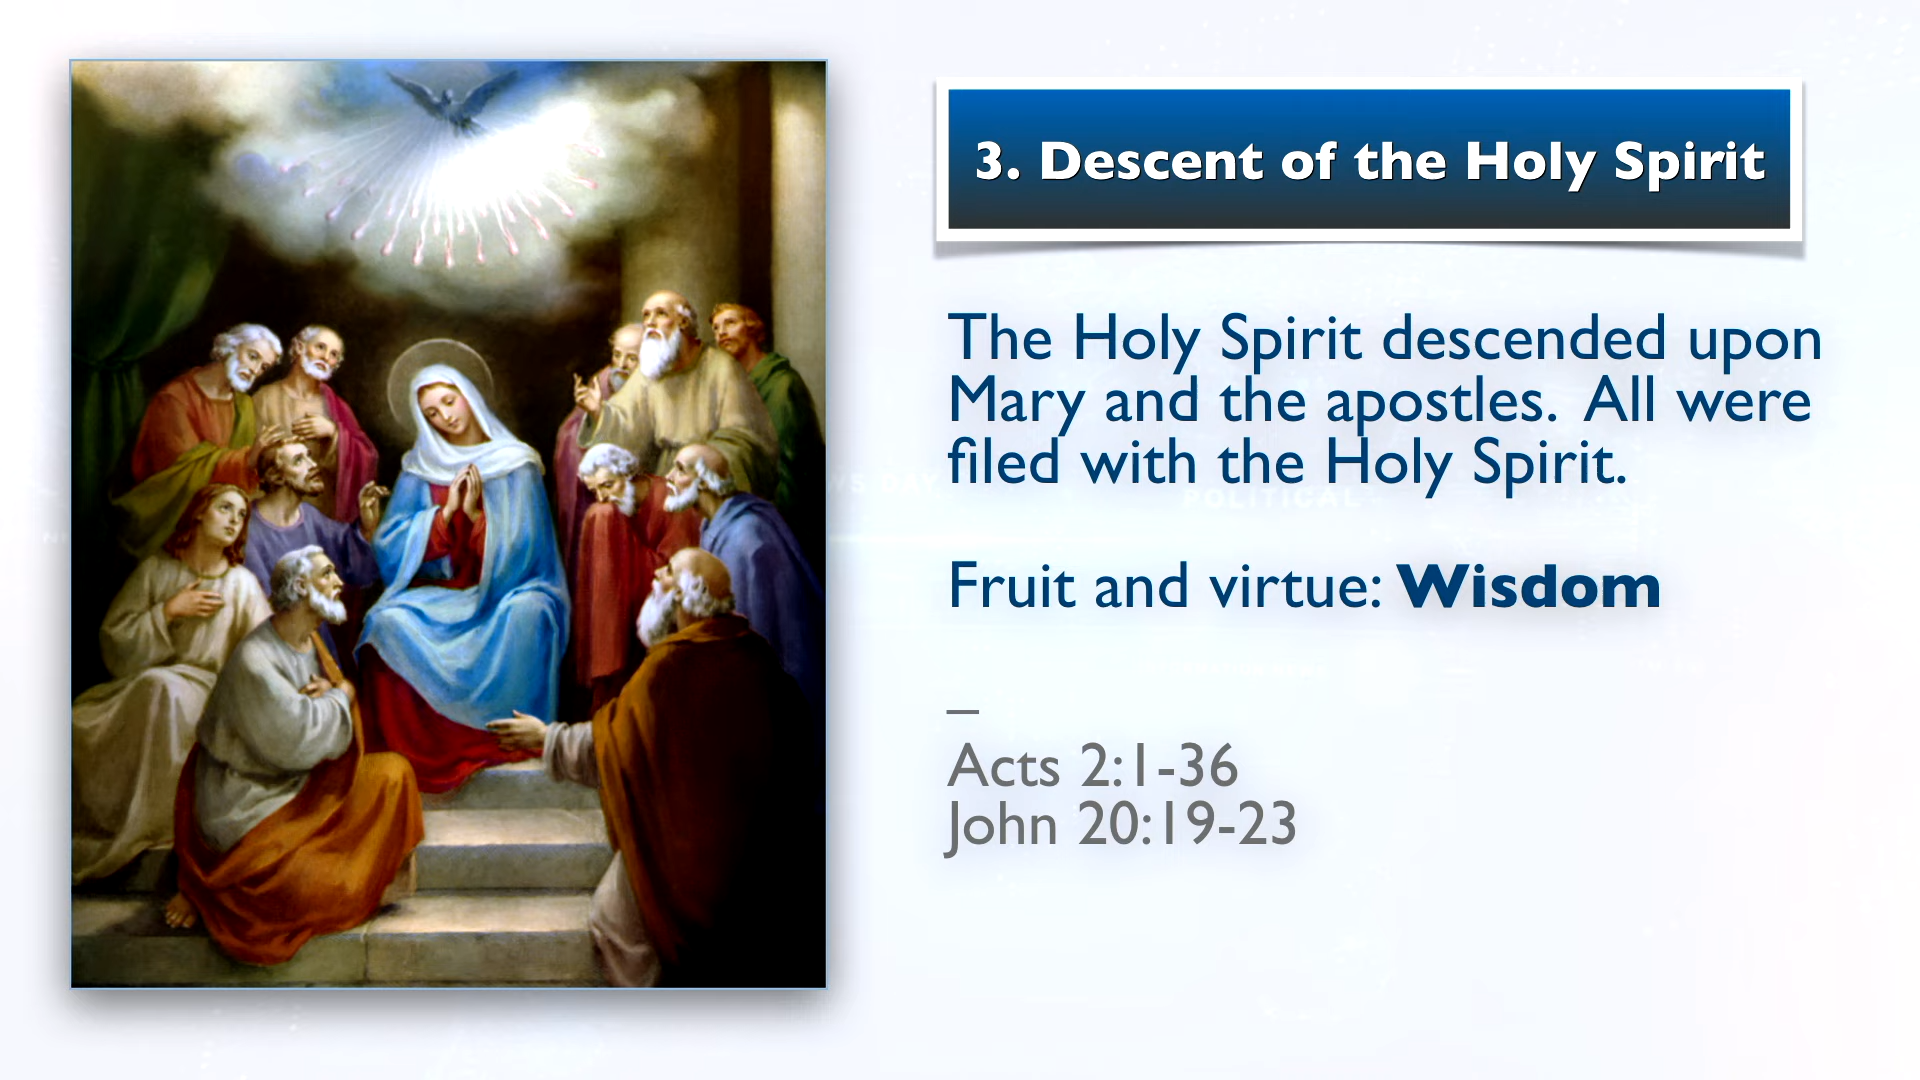 3. Descent of the Holy Spirit
The Holy Spirit descended upon
Mary and the apostles.  All were
filed with the Holy Spirit.
Fruit and virtue: Wisdom
_
Acts 2:1-36
John 20:19-23
POLITICAL